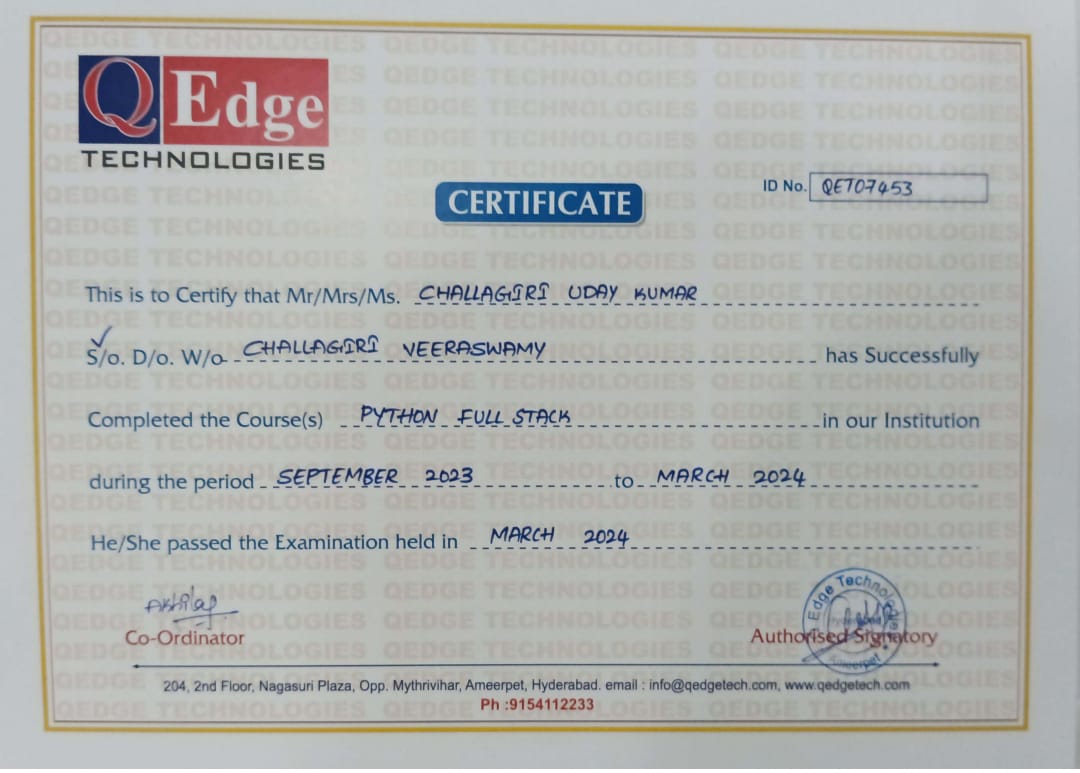 QEdge
TECHNOLOGIES
CERTIFICATE
ID No. QET07453
This is to Certify that Mr/Mrs/Ms. CHALLAGIRI UDAY KUMAR
S/o. D/o. W/o CHALLAGIRI VEERASWAMY has Successfully
Completed the Course(s) PYTHON FULL STACK in our Institution
during the period SEPTEMBER 2023 to MARCH 2024
He/She passed the Examination held in MARCH 2024
Co-Ordinator
Edge Technologies
Ameerpet
Authorised Signatory
204, 2nd Floor, Nagasuri Plaza, Opp. Mythrivihar, Ameerpet, Hyderabad. email : info@qedgetech.com, www.qedgetech.com
Ph :9154112233